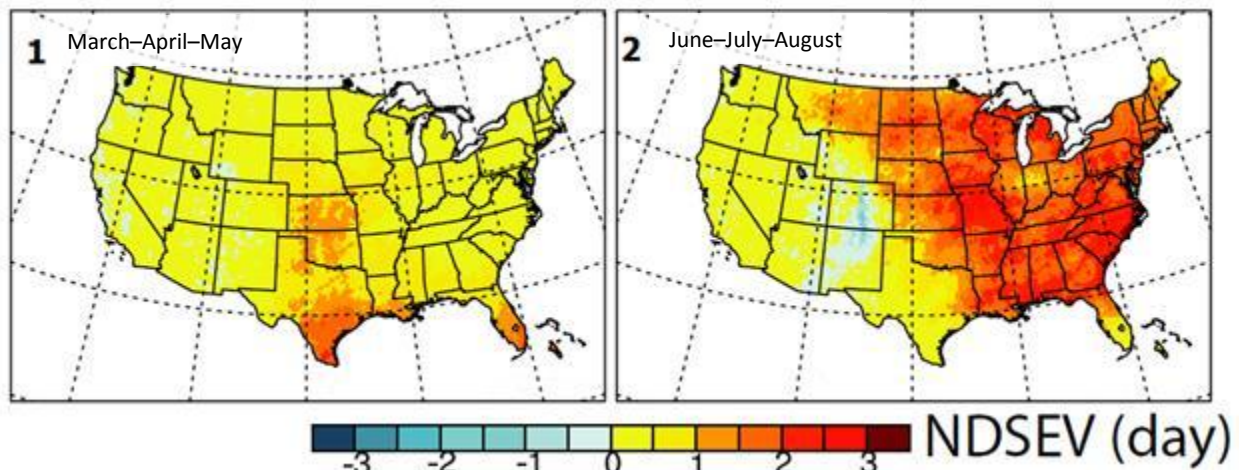 1 March–April–May
2 June–July–August
-3 -2 -1 0 1 2 3 NDSEV (day)